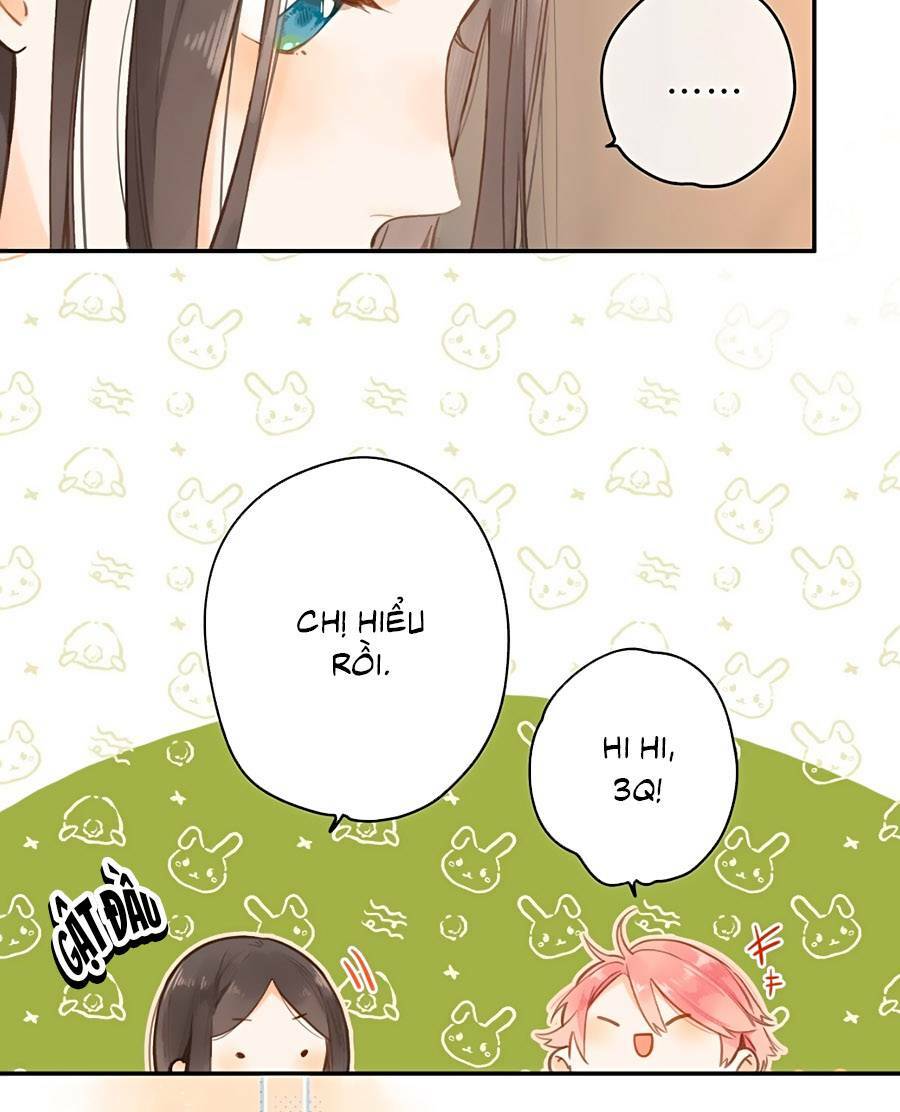 ......
CHỊ HIỂU
RỒI.
HI HI,
3Q!
GẬT ĐẦU